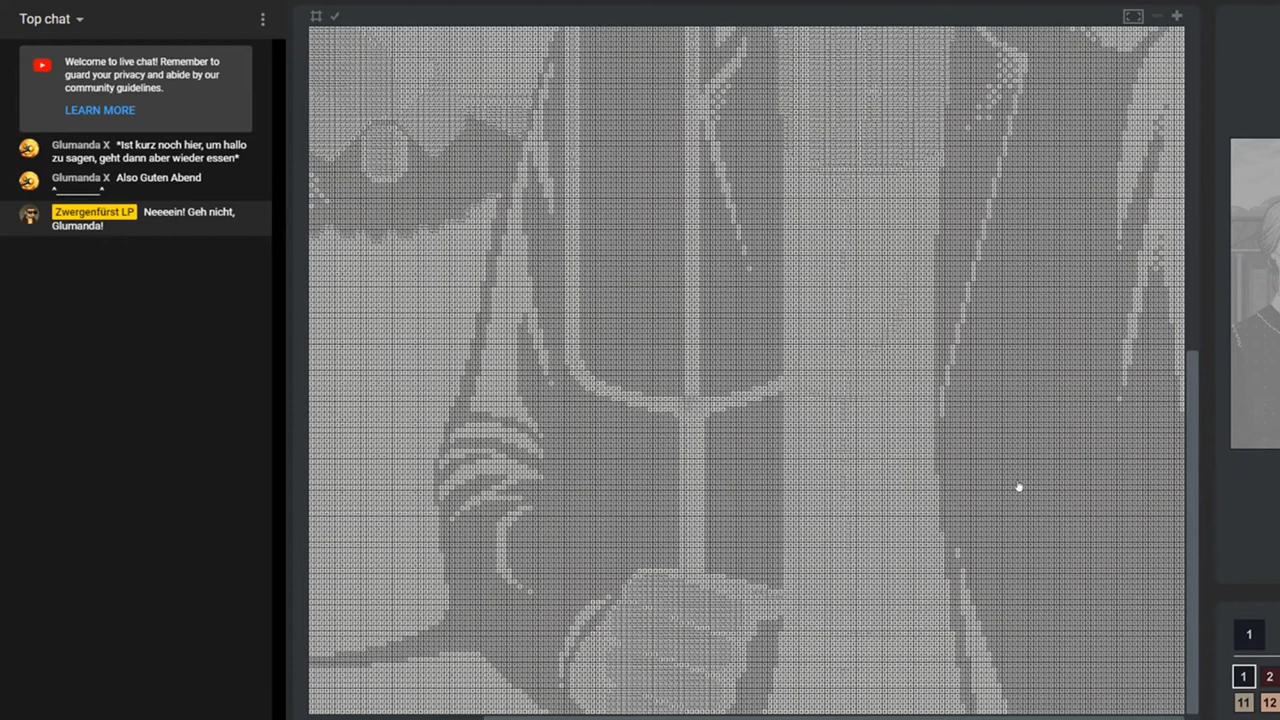 Top chat
Welcome to live chat! Remember to
guard your privacy and abide by our
community guidelines.
LEARN MORE
Glumanda X *Ist kurz noch hier, um hallo
zu sagen, geht dann aber wieder essen*
Glumanda X Also Guten Abend
^_______^
Zwergenfürst LP Neeeein! Geh nicht,
Glumanda!
1
1 2
11 12